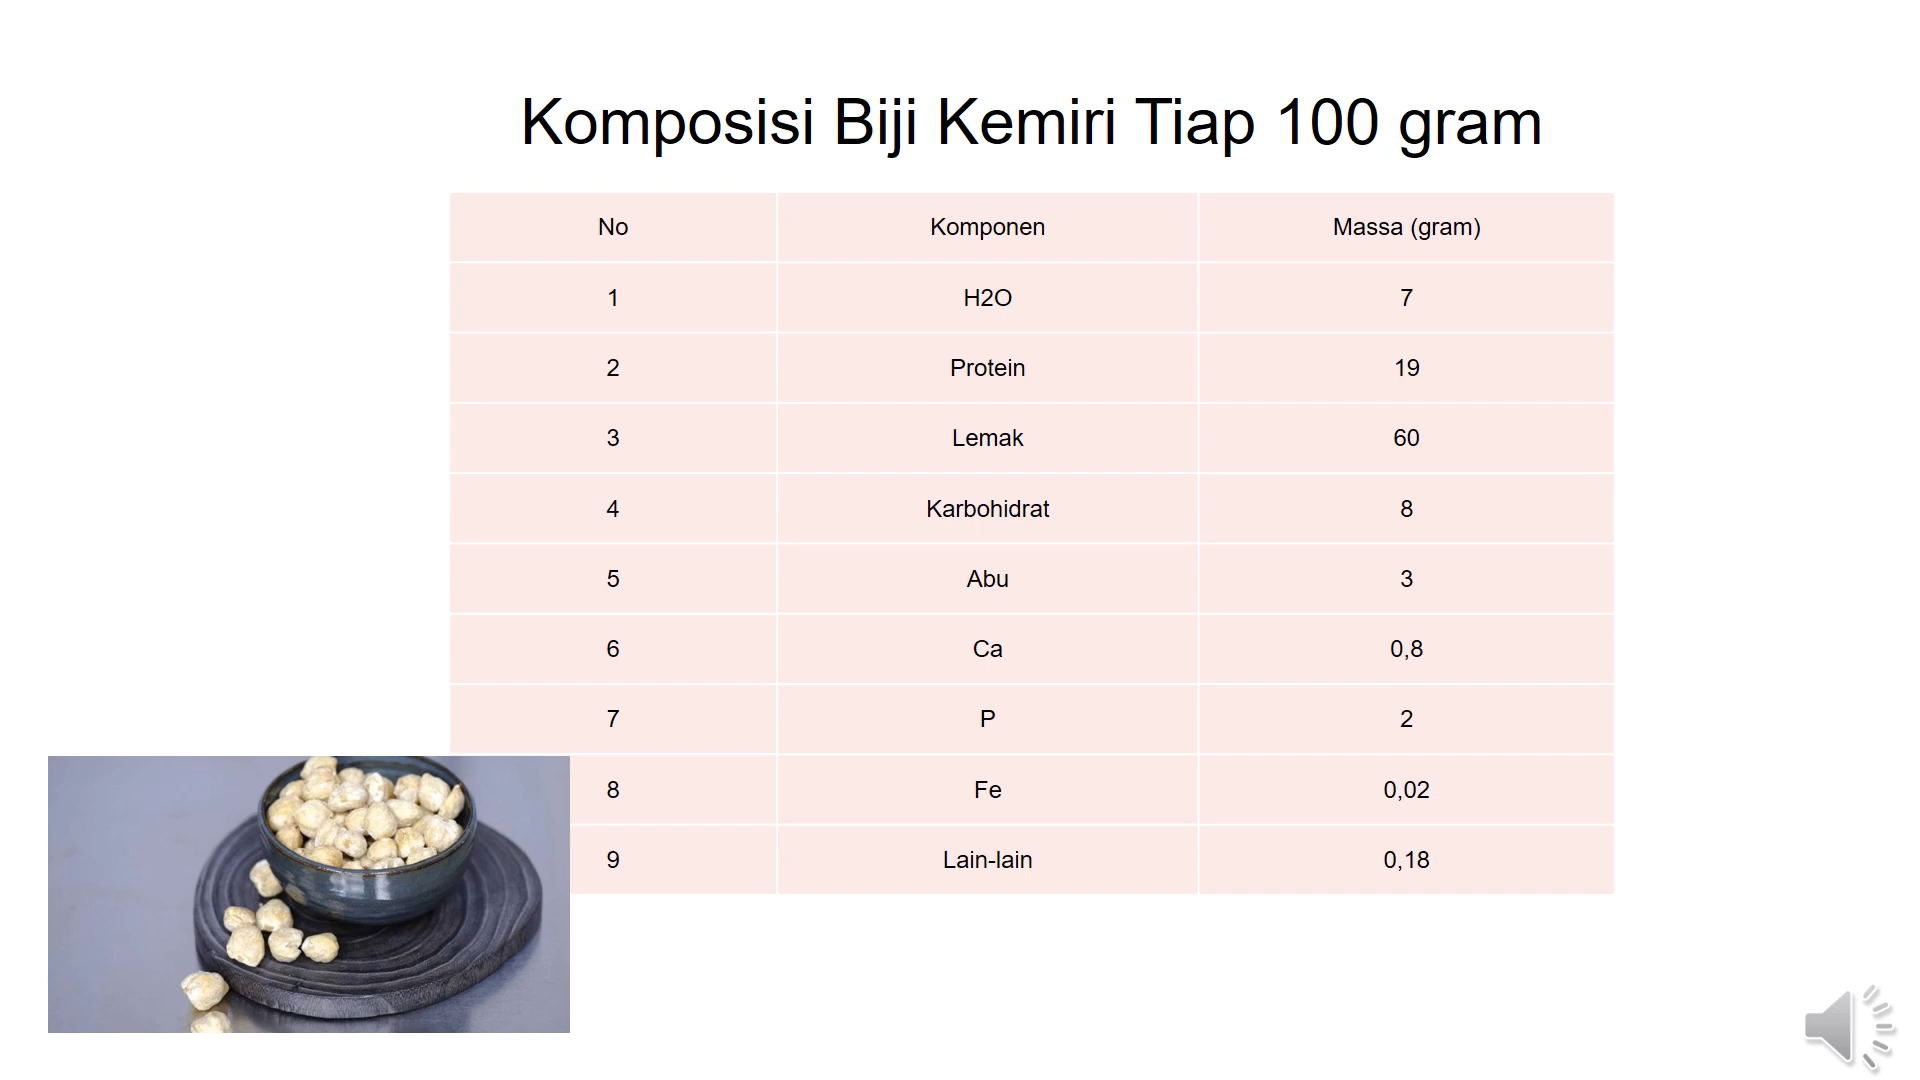 Komposisi Biji Kemiri Tiap 100 gram
No Komponen Massa (gram)
1 H2O 7
2 Protein 19
3 Lemak 60
4 Karbohidrat 8
5 Abu 3
6 Ca 0,8
7 P 2
8 Fe 0,02
9 Lain-lain 0,18